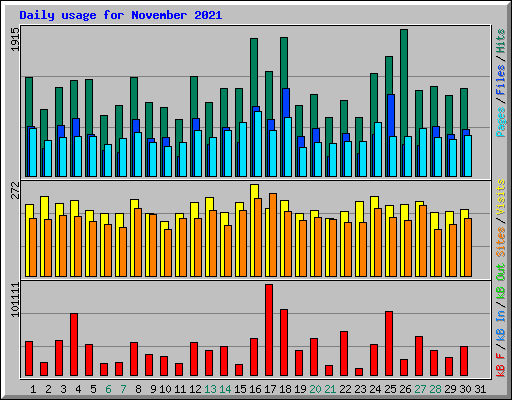 Daily usage for November 2021
1915
272
101111
Pages / Files / Hits
Sites / Visits
kB F / kB In / kB Out
1 2 3 4 5 6 7 8 9 10 11 12 13 14 15 16 17 18 19 20 21 22 23 24 25 26 27 28 29 30 31